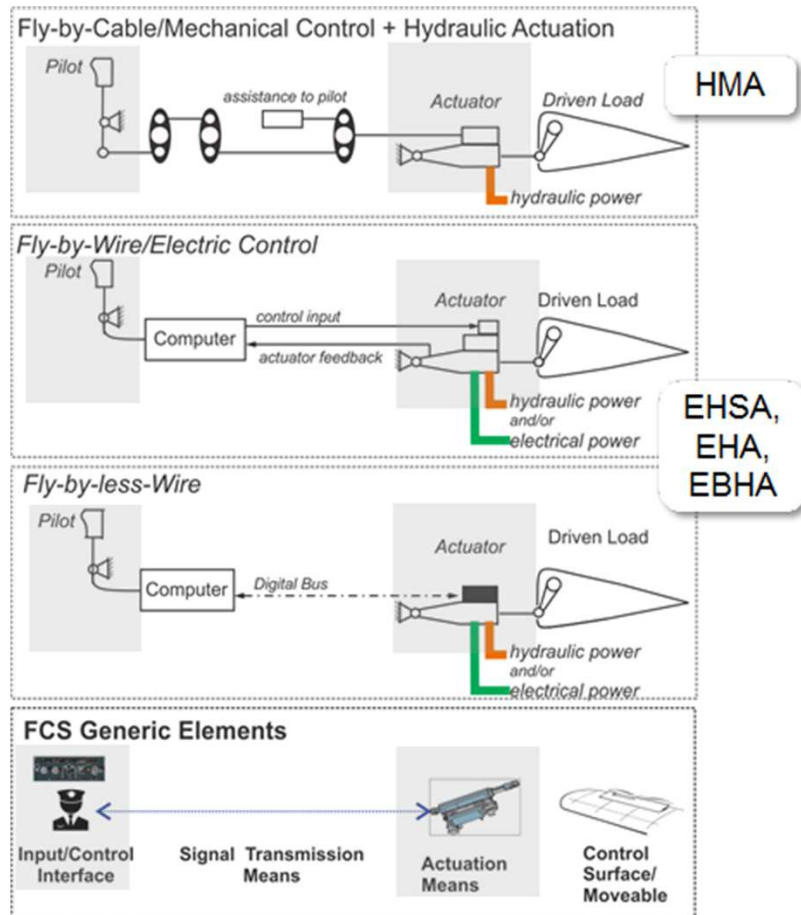 Fly-by-Cable/Mechanical Control + Hydraulic Actuation
Pilot
assistance to pilot
Actuator
Driven Load
HMA
hydraulic power
Fly-by-Wire/Electric Control
Pilot
Actuator
Driven Load
Computer
control input
actuator feedback
hydraulic power
and/or
electrical power
EHSA,
EHA,
EBHA
Fly-by-less-Wire
Pilot
Actuator
Driven Load
Computer
Digital Bus
hydraulic power
and/or
electrical power
FCS Generic Elements
Input/Control
Interface
Signal Transmission
Means
Actuation
Means
Control
Surface/
Moveable